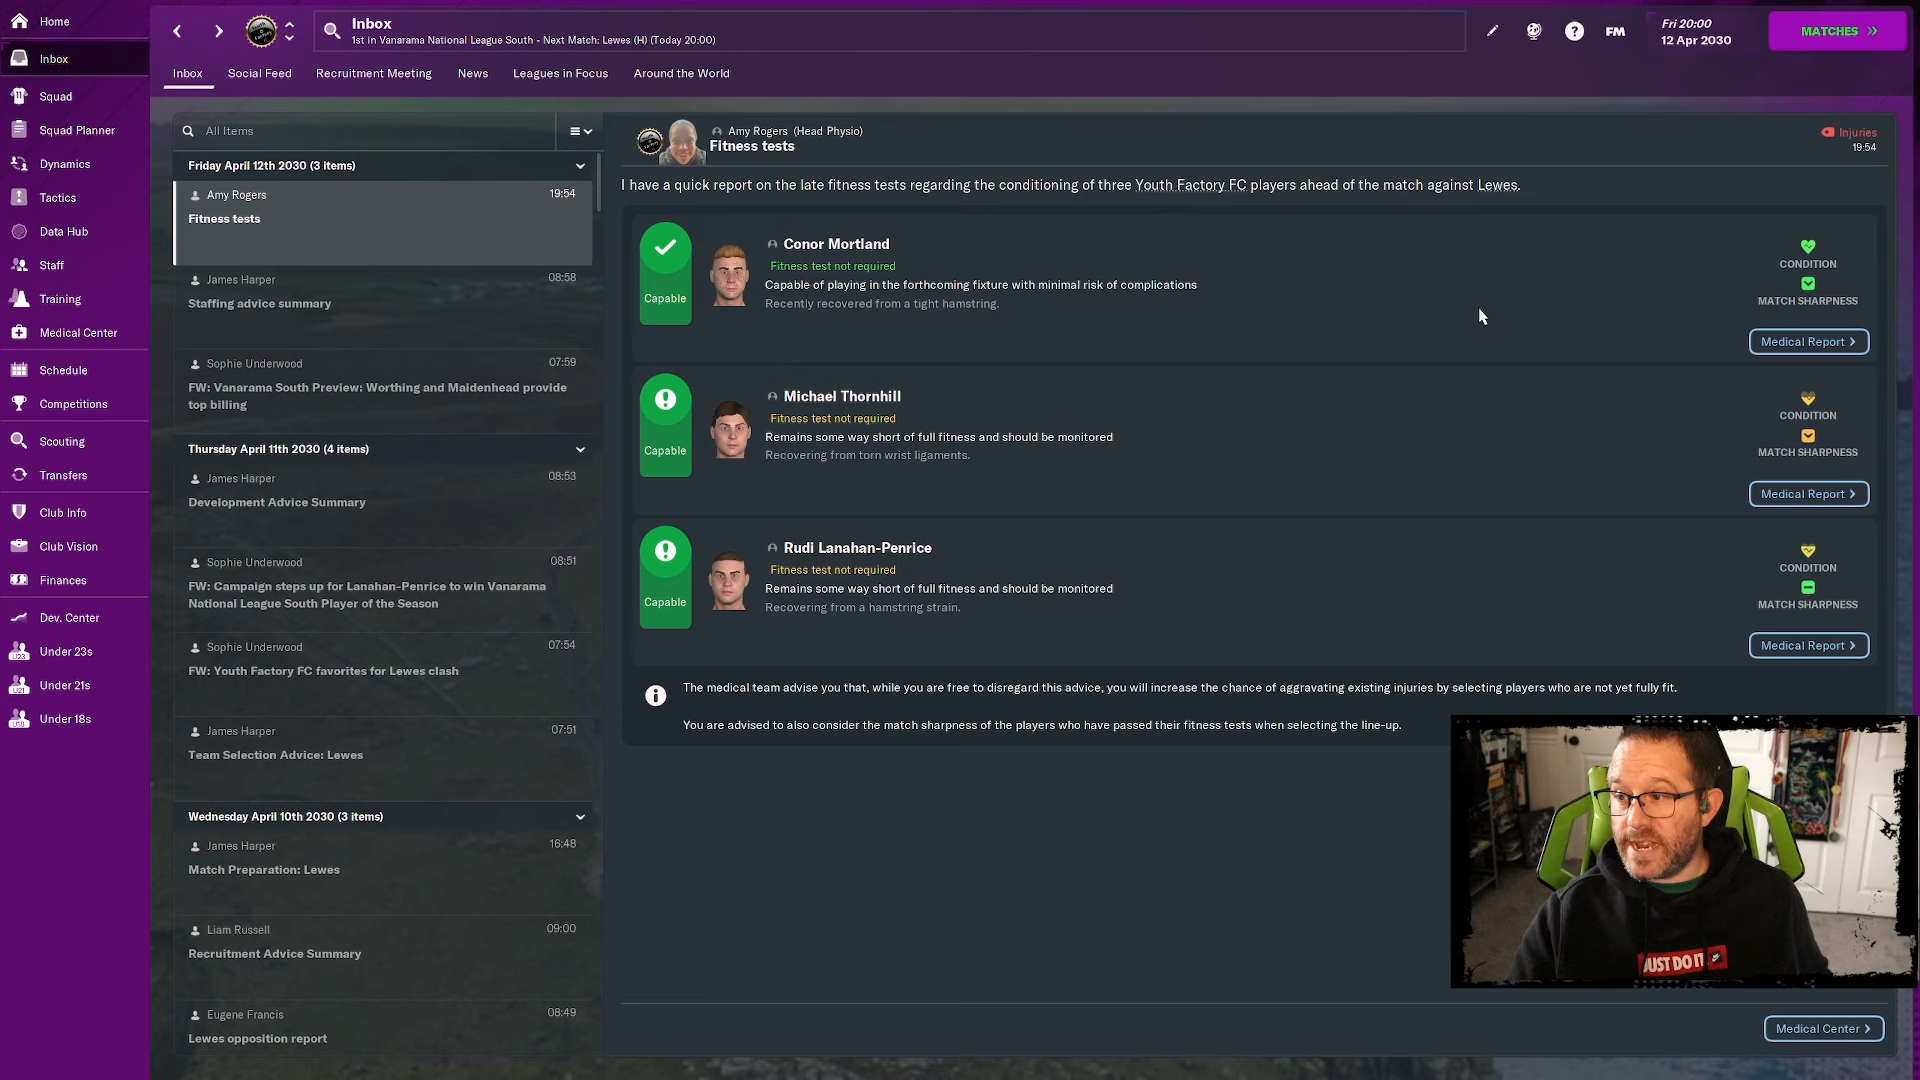 Home
Inbox
Squad
Squad Planner
Dynamics
Tactics
Data Hub
Staff
Training
Medical Center
Schedule
Competitions
Scouting
Transfers
Club Info
Club Vision
Finances
Dev. Center
U23 Under 23s
U21 Under 21s
U18 Under 18s
Inbox
1st in Vanarama National League South - Next Match: Lewes (H) (Today 20:00)
FM
Fri 20:00
12 Apr 2030
MATCHES
Inbox Social Feed Recruitment Meeting News Leagues in Focus Around the World
All Items
Friday April 12th 2030 (3 items)
Amy Rogers 19:54
Fitness tests
James Harper 08:58
Staffing advice summary
Sophie Underwood 07:59
FW: Vanarama South Preview: Worthing and Maidenhead provide
top billing
Thursday April 11th 2030 (4 items)
James Harper 08:53
Development Advice Summary
Sophie Underwood 08:51
FW: Campaign steps up for Lanahan-Penrice to win Vanarama
National League South Player of the Season
Sophie Underwood 07:54
FW: Youth Factory FC favorites for Lewes clash
James Harper 07:51
Team Selection Advice: Lewes
Wednesday April 10th 2030 (3 items)
James Harper 16:48
Match Preparation: Lewes
Liam Russell 09:00
Recruitment Advice Summary
Eugene Francis 08:49
Lewes opposition report
Amy Rogers (Head Physio)
Fitness tests
Injuries
19:54
I have a quick report on the late fitness tests regarding the conditioning of three Youth Factory FC players ahead of the match against Lewes.
Capable
Conor Mortland
Fitness test not required
Capable of playing in the forthcoming fixture with minimal risk of complications
Recently recovered from a tight hamstring.
CONDITION
MATCH SHARPNESS
Medical Report
Capable
Michael Thornhill
Fitness test not required
Remains some way short of full fitness and should be monitored
Recovering from torn wrist ligaments.
CONDITION
MATCH SHARPNESS
Medical Report
Capable
Rudi Lanahan-Penrice
Fitness test not required
Remains some way short of full fitness and should be monitored
Recovering from a hamstring strain.
CONDITION
MATCH SHARPNESS
Medical Report
The medical team advise you that, while you are free to disregard this advice, you will increase the chance of aggravating existing injuries by selecting players who are not yet fully fit.
You are advised to also consider the match sharpness of the players who have passed their fitness tests when selecting the line-up.
JUST DO IT
Medical Center